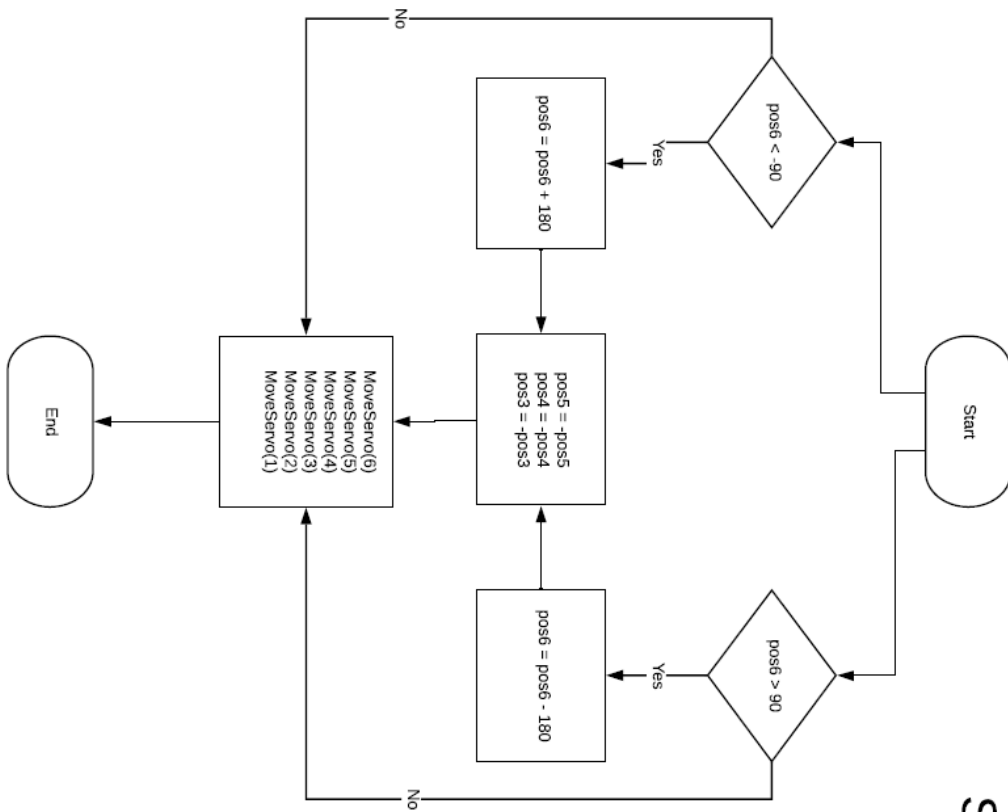 Start
pos6 < -90
pos6 > 90
Yes
Yes
pos6 = pos6 + 180
pos5 = -pos5
pos4 = -pos4
pos3 = -pos3
pos6 = pos6 - 180
No
No
MoveServo(6)
MoveServo(5)
MoveServo(4)
MoveServo(3)
MoveServo(2)
MoveServo(1)
End